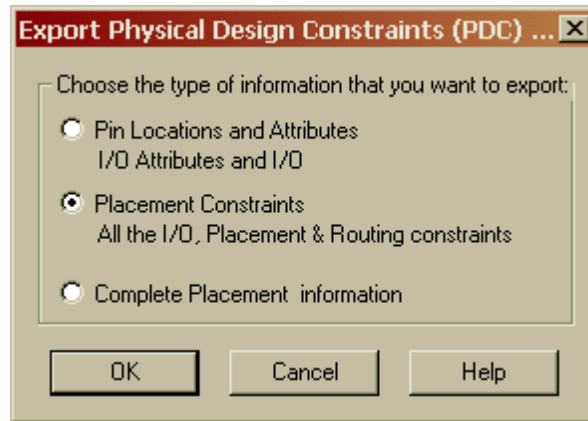 Export Physical Design Constraints (PDC) ...
Choose the type of information that you want to export:
Pin Locations and Attributes
I/O Attributes and I/O
Placement Constraints
All the I/O, Placement & Routing constraints
Complete Placement information
OK Cancel Help